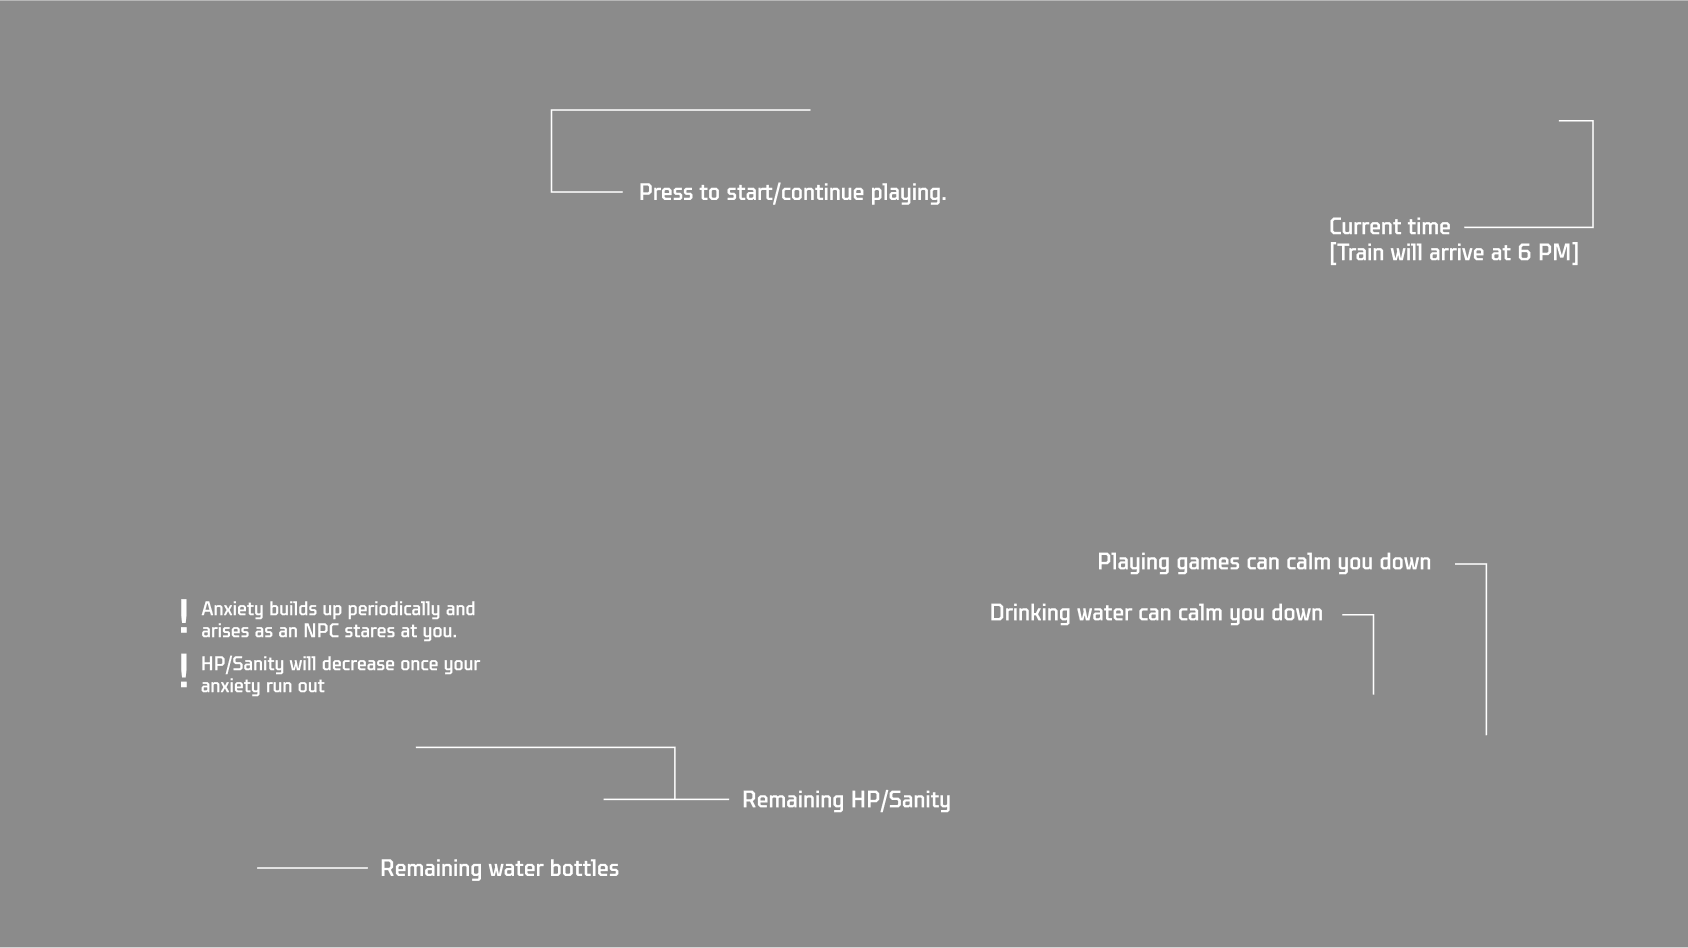 Press to start/continue playing.
Current time
[Train will arrive at 6 PM]
Playing games can calm you down
Drinking water can calm you down
! Anxiety builds up periodically and
arises as an NPC stares at you.
! HP/Sanity will decrease once your
anxiety run out
Remaining HP/Sanity
Remaining water bottles